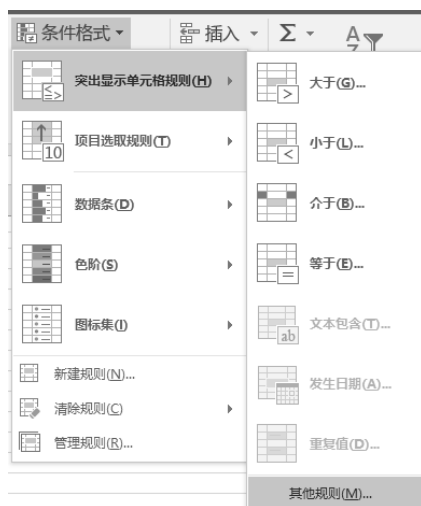 条件格式 插入 Σ
突出显示单元格规则(H)
项目选取规则(T)
10
数据条(D)
色阶(S)
图标集(I)
新建规则(N)...
清除规则(C)
管理规则(R)...
大于(G)...
小于(L)...
介于(B)...
等于(E)...
文本包含(T)...
ab
发生日期(A)...
重复值(D)...
其他规则(M)...